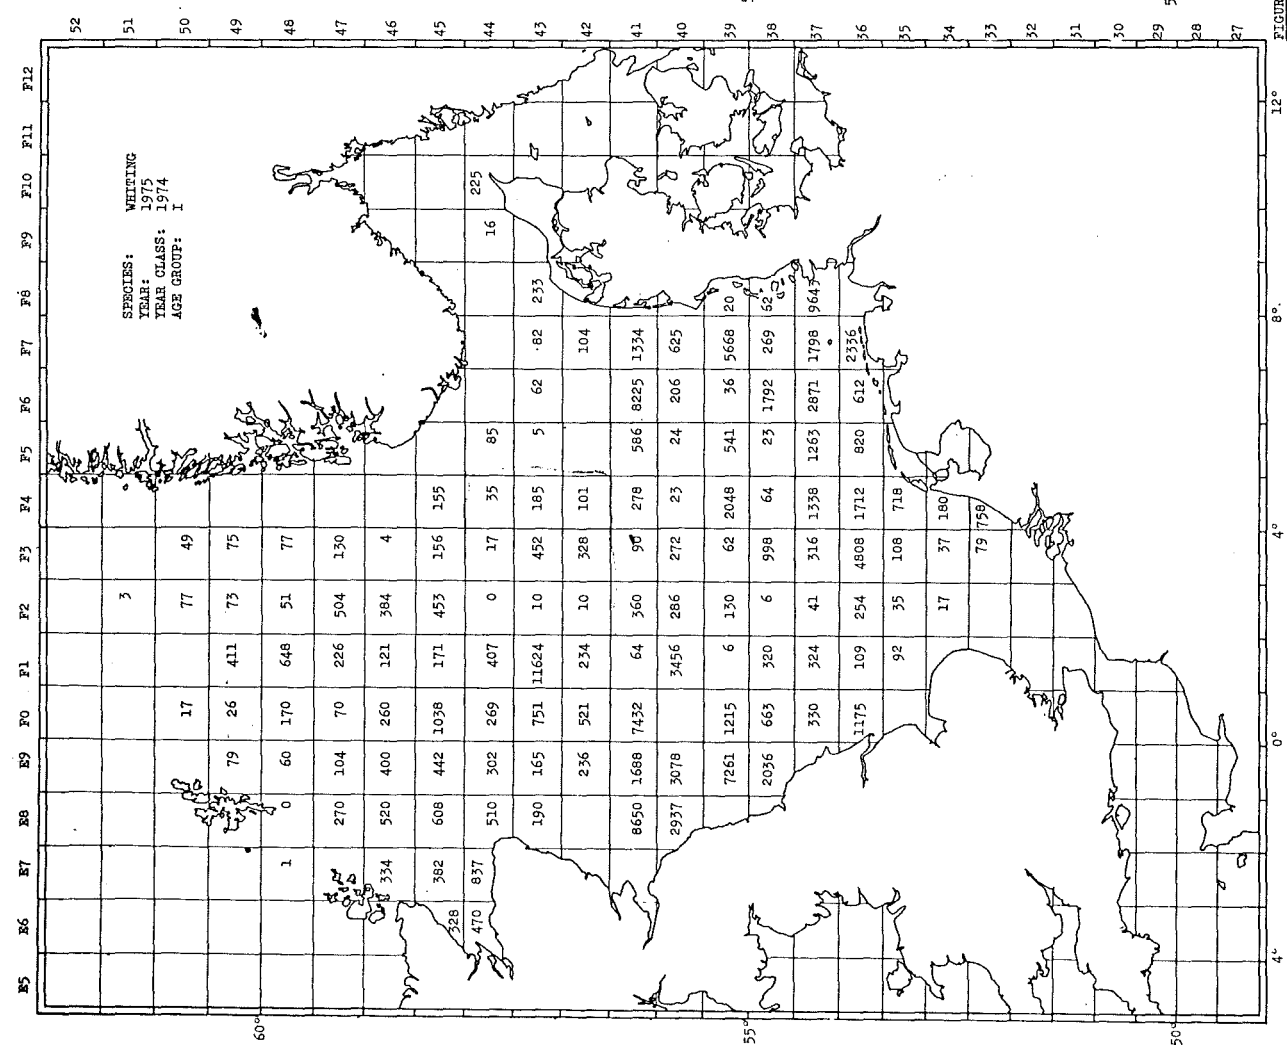 E5 E6 E7 E8 E9 F0 F1 F2 F3 F4 F5 F6 F7 F8 F9 F10 F11 F12
SPECIES: WHITING
YEAR: 1975
YEAR CLASS: 1974
AGE GROUP: I
52
3 51
17 77 49 50
79 26 411 73 75 49
60°
1 0 60 170 648 51 77 48
270 104 70 226 504 130 47
334 520 400 260 121 384 4 46
328 382 608 442 1038 171 453 156 155 45
470 837 510 302 269 407 0 17 35 85 16 225 44
190 165 751 11624 10 452 185 5 62 82 233 43
236 521 234 10 328 101 104 42
8650 1688 7432 64 360 90 278 586 8225 1334 41
2937 3078 3456 286 272 23 24 206 625 40
7261 1215 6 130 62 2048 541 36 5668 20 39
55°
2036 663 320 6 998 64 23 1792 269 62 38
330 324 41 316 1338 1263 2871 1798 9643 37
1175 109 254 4808 1712 820 612 2336 36
92 35 108 718 35
17 37 180 34
79 758 33
32
31
30
29
50°
28
27
4° 0° 4° 8° 12°
FIGUR